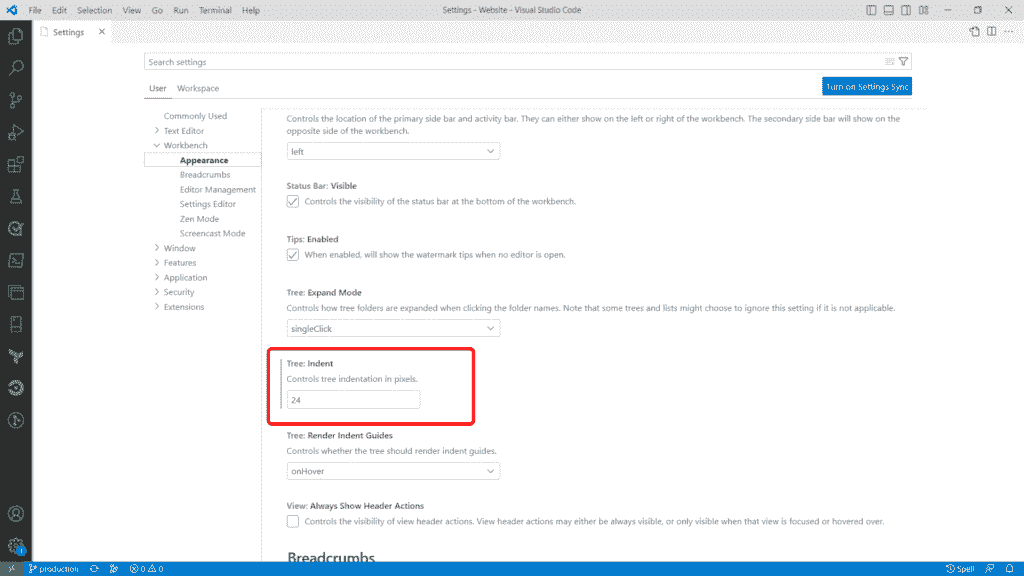 File Edit Selection View Go Run Terminal Help
Settings - Website - Visual Studio Code
Settings
Search settings
User Workspace
Turn on Settings Sync
Commonly Used
Text Editor
Workbench
Appearance
Breadcrumbs
Editor Management
Settings Editor
Zen Mode
Screencast Mode
Window
Features
Application
Security
Extensions
Controls the location of the primary side bar and activity bar. They can either show on the left or right of the workbench. The secondary side bar will show on the
opposite side of the workbench.
left
Status Bar: Visible
Controls the visibility of the status bar at the bottom of the workbench.
Tips: Enabled
When enabled, will show the watermark tips when no editor is open.
Tree: Expand Mode
Controls how tree folders are expanded when clicking the folder names. Note that some trees and lists might choose to ignore this setting if it is not applicable.
singleClick
Tree: Indent
Controls tree indentation in pixels.
24
Tree: Render Indent Guides
Controls whether the tree should render indent guides.
onHover
View: Always Show Header Actions
Controls the visibility of view header actions. View header actions may either be always visible, or only visible when that view is focused or hovered over.
Breadcrumbs
1
production 0 0 Spell